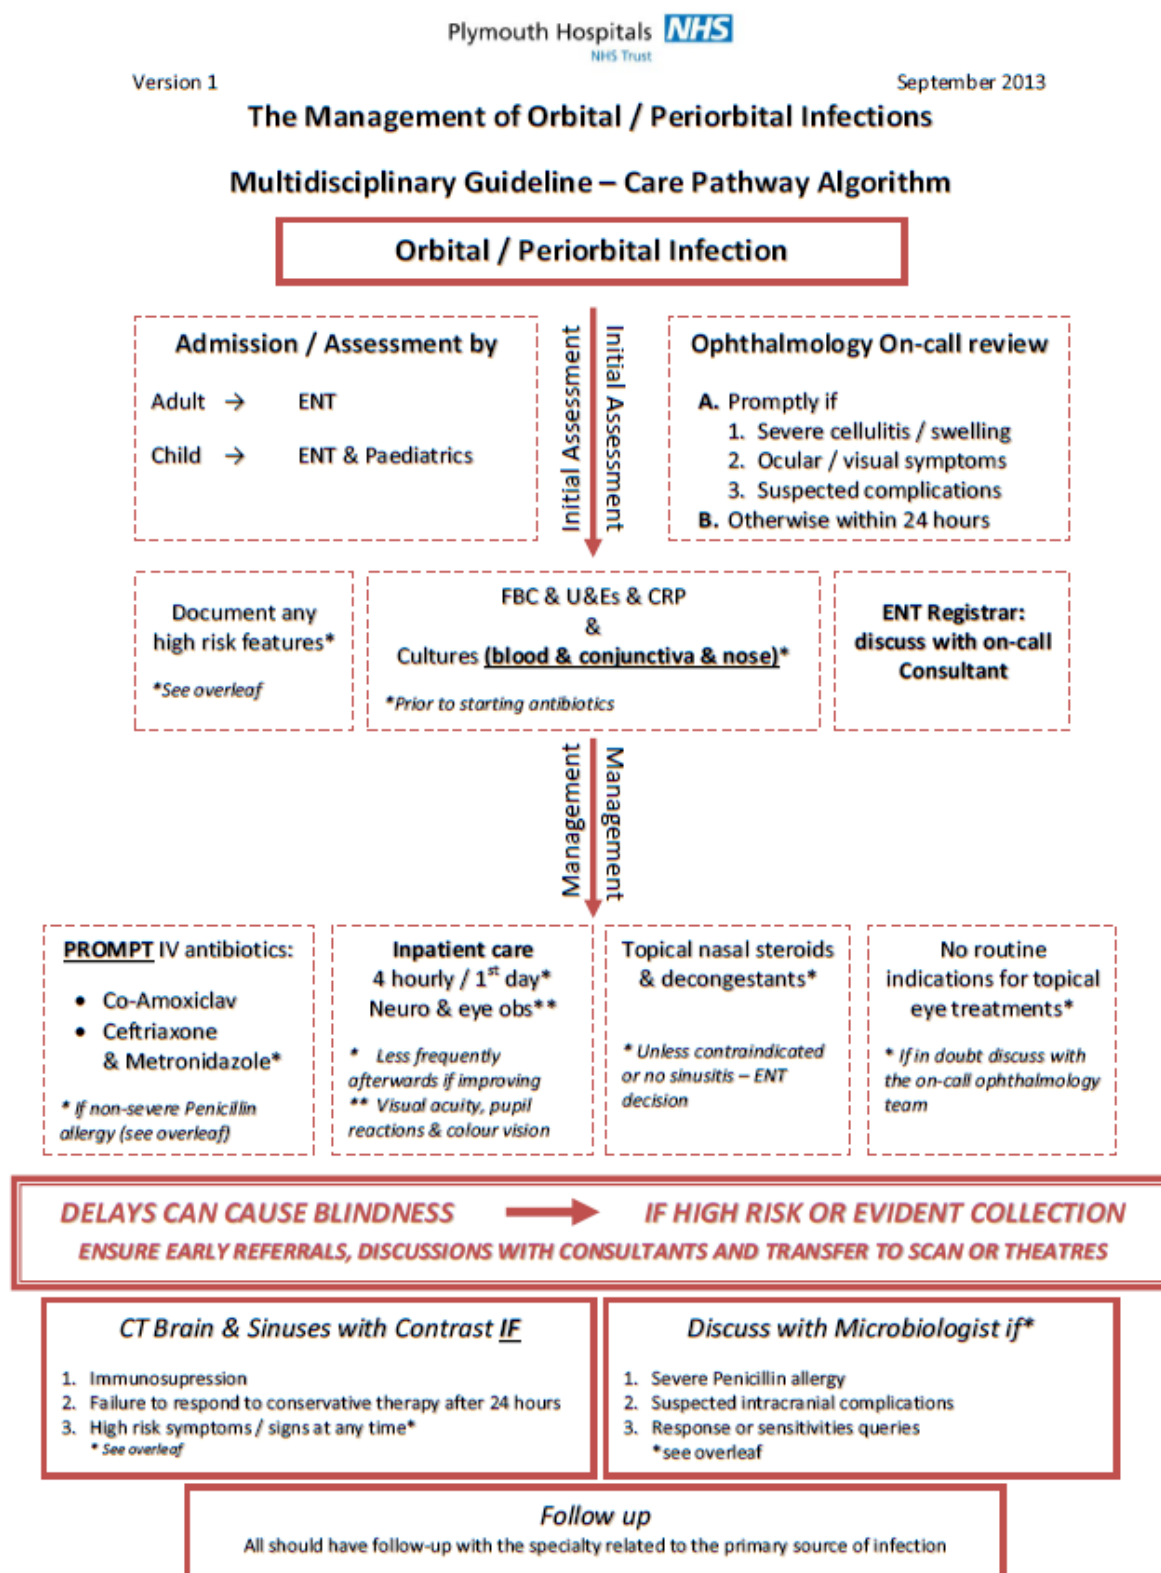 Plymouth Hospitals NHS
NHS Trust
Version 1
September 2013
The Management of Orbital / Periorbital Infections
Multidisciplinary Guideline – Care Pathway Algorithm
Orbital / Periorbital Infection
Admission / Assessment by
Adult → ENT
Child → ENT & Paediatrics
Initial Assessment
Initial Assessment
Ophthalmology On-call review
A. Promptly if
1. Severe cellulitis / swelling
2. Ocular / visual symptoms
3. Suspected complications
B. Otherwise within 24 hours
Document any
high risk features*
*See overleaf
FBC & U&Es & CRP
&
Cultures (blood & conjunctiva & nose)*
*Prior to starting antibiotics
ENT Registrar:
discuss with on-call
Consultant
Management
Management
PROMPT IV antibiotics:
• Co-Amoxiclav
• Ceftriaxone
& Metronidazole*
* If non-severe Penicillin
allergy (see overleaf)
Inpatient care
4 hourly / 1st day*
Neuro & eye obs**
* Less frequently
afterwards if improving
** Visual acuity, pupil
reactions & colour vision
Topical nasal steroids
& decongestants*
* Unless contraindicated
or no sinusitis – ENT
decision
No routine
indications for topical
eye treatments*
* If in doubt discuss with
the on-call ophthalmology
team
DELAYS CAN CAUSE BLINDNESS → IF HIGH RISK OR EVIDENT COLLECTION
ENSURE EARLY REFERRALS, DISCUSSIONS WITH CONSULTANTS AND TRANSFER TO SCAN OR THEATRES
CT Brain & Sinuses with Contrast IF
1. Immunosupression
2. Failure to respond to conservative therapy after 24 hours
3. High risk symptoms / signs at any time*
* See overleaf
Discuss with Microbiologist if*
1. Severe Penicillin allergy
2. Suspected intracranial complications
3. Response or sensitivities queries
*see overleaf
Follow up
All should have follow-up with the specialty related to the primary source of infection